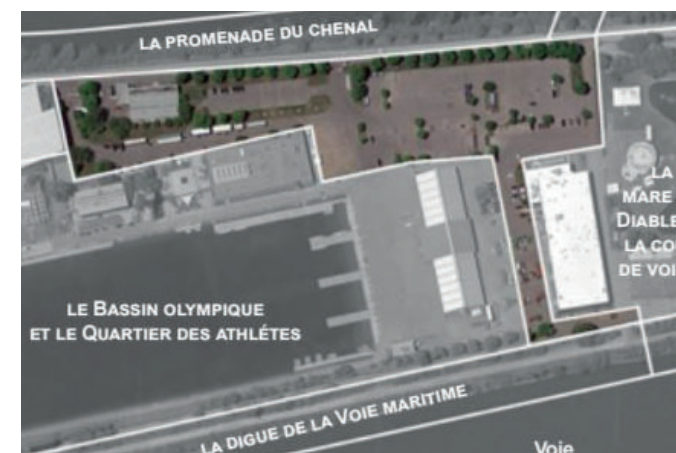 LA PROMENADE DU CHENAL
LA
MARE
DIABLE
LA CO
DE VOI
LE BASSIN OLYMPIQUE
ET LE QUARTIER DES ATHLÉTES
LA DIGUE DE LA VOIE MARITIME
Voie